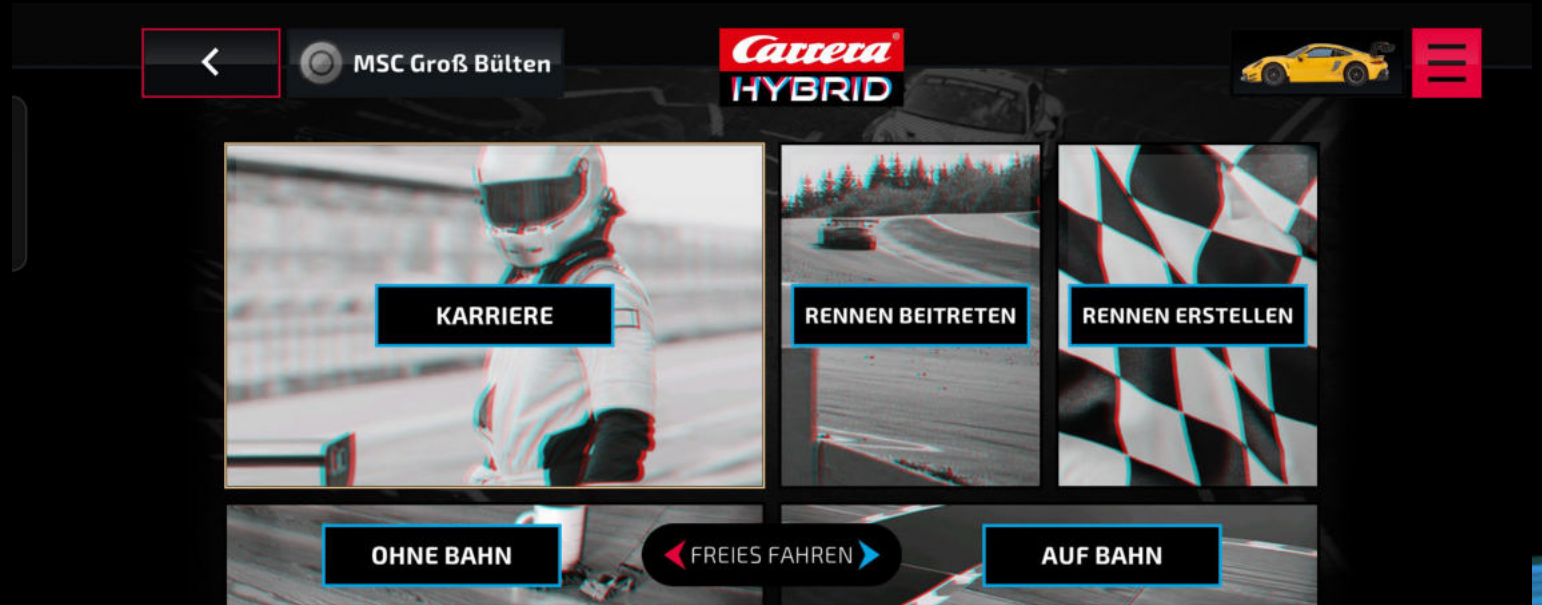 MSC Groß Bülten
Carrera
HYBRID
KARRIERE
RENNEN BEITRETEN
RENNEN ERSTELLEN
OHNE BAHN
FREIES FAHREN
AUF BAHN